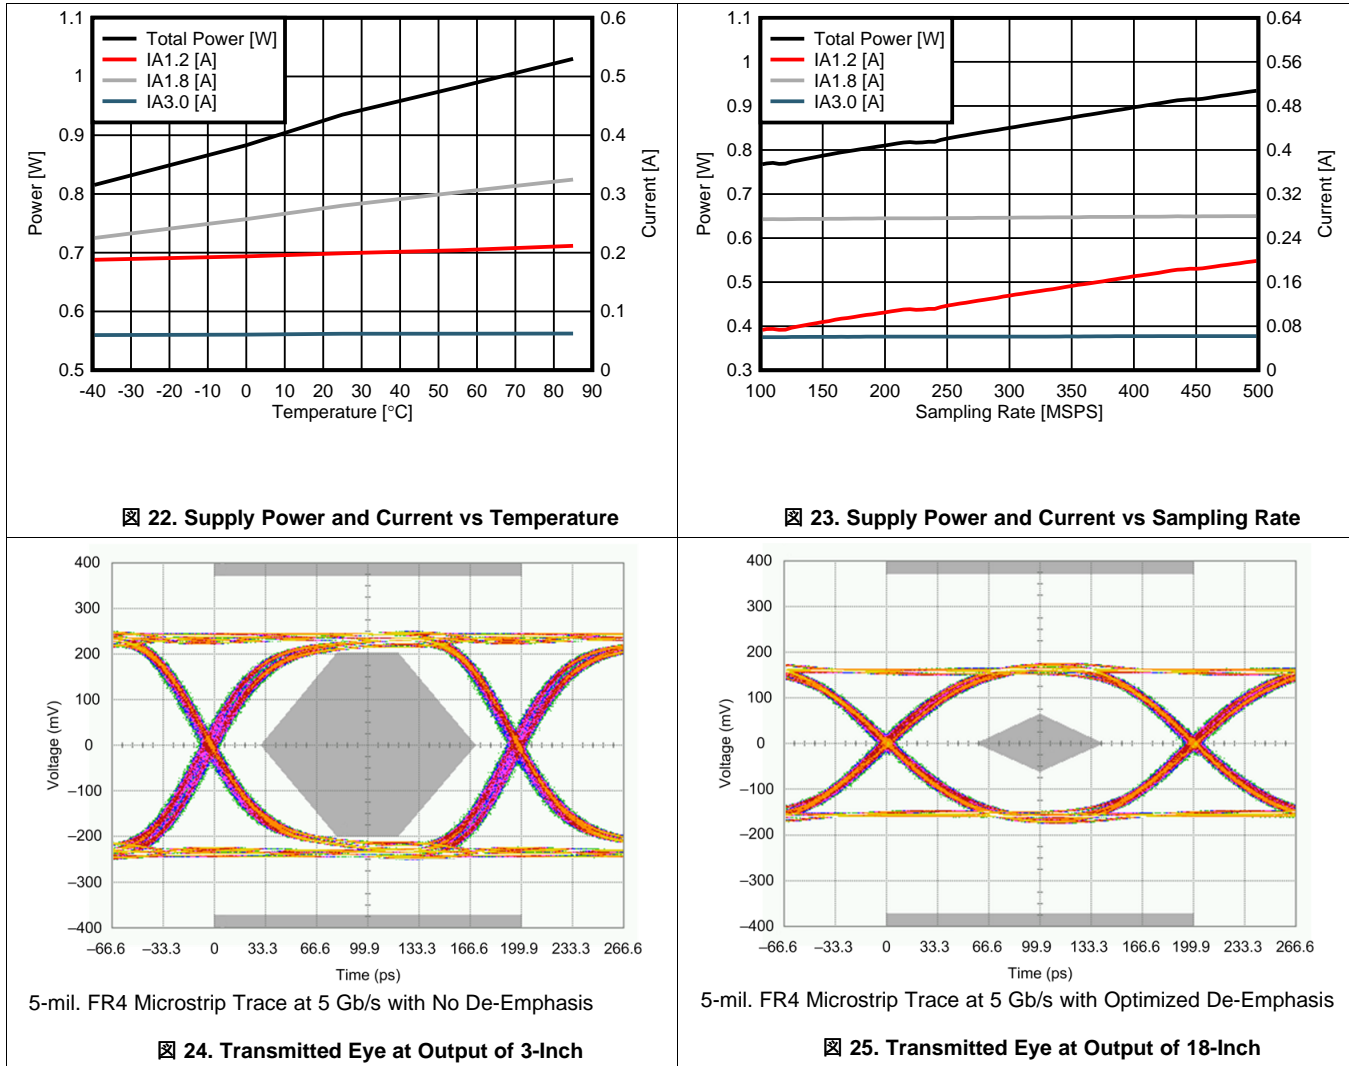 1.1
1
0.9
0.8
0.7
0.6
0.5
Power [W]
Total Power [W]
IA1.2 [A]
IA1.8 [A]
IA3.0 [A]
0.6
0.5
0.4
0.3
0.2
0.1
0
Current [A]
-40 -30 -20 -10 0 10 20 30 40 50 60 70 80 90
Temperature [°C]
図 22. Supply Power and Current vs Temperature
1.1
1
0.9
0.8
0.7
0.6
0.5
0.4
0.3
Power [W]
Total Power [W]
IA1.2 [A]
IA1.8 [A]
IA3.0 [A]
0.64
0.56
0.48
0.4
0.32
0.24
0.16
0.08
0
Current [A]
100 150 200 250 300 350 400 450 500
Sampling Rate [MSPS]
図 23. Supply Power and Current vs Sampling Rate
400
300
200
100
0
–100
–200
–300
–400
Voltage (mV)
–66.6 –33.3 0 33.3 66.6 99.9 133.3 166.6 199.9 233.3 266.6
Time (ps)
5-mil. FR4 Microstrip Trace at 5 Gb/s with No De-Emphasis
図 24. Transmitted Eye at Output of 3-Inch
400
300
200
100
0
–100
–200
–300
–400
Voltage (mV)
–66.6 –33.3 0 33.3 66.6 99.9 133.3 166.6 199.9 233.3 266.6
Time (ps)
5-mil. FR4 Microstrip Trace at 5 Gb/s with Optimized De-Emphasis
図 25. Transmitted Eye at Output of 18-Inch